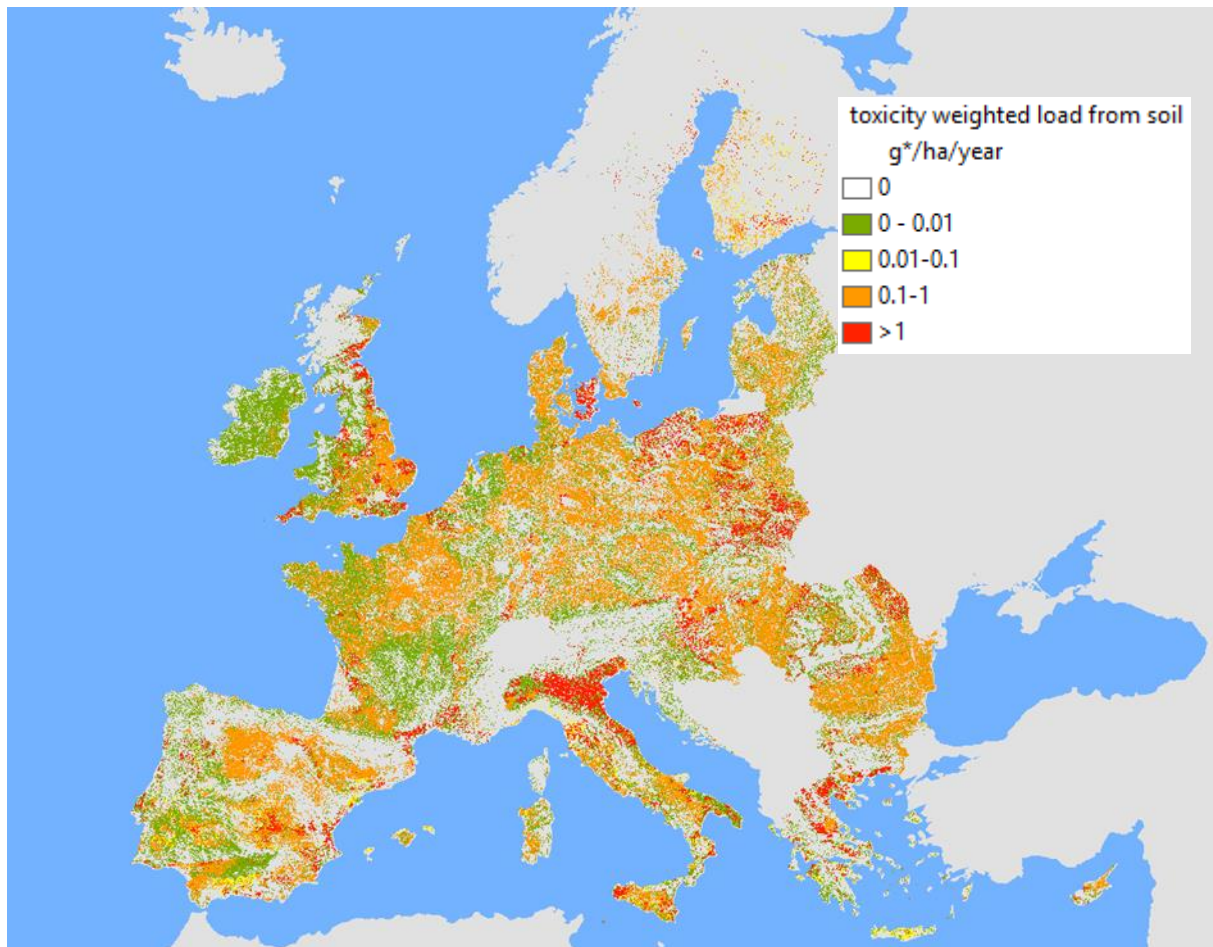 toxicity weighted load from soil
g*/ha/year
0
0 - 0.01
0.01-0.1
0.1-1
>1